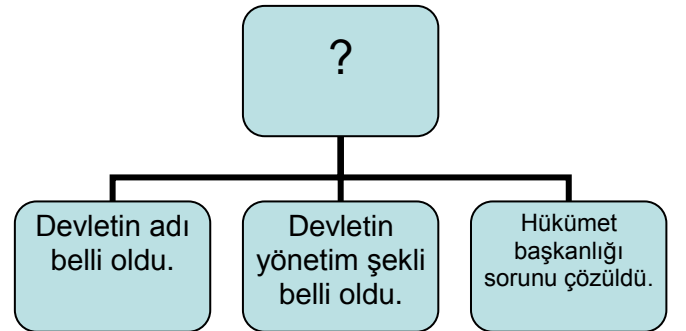 ?
Devletin adı
belli oldu.
Devletin
yönetim şekli
belli oldu.
Hükümet
başkanlığı
sorunu çözüldü.